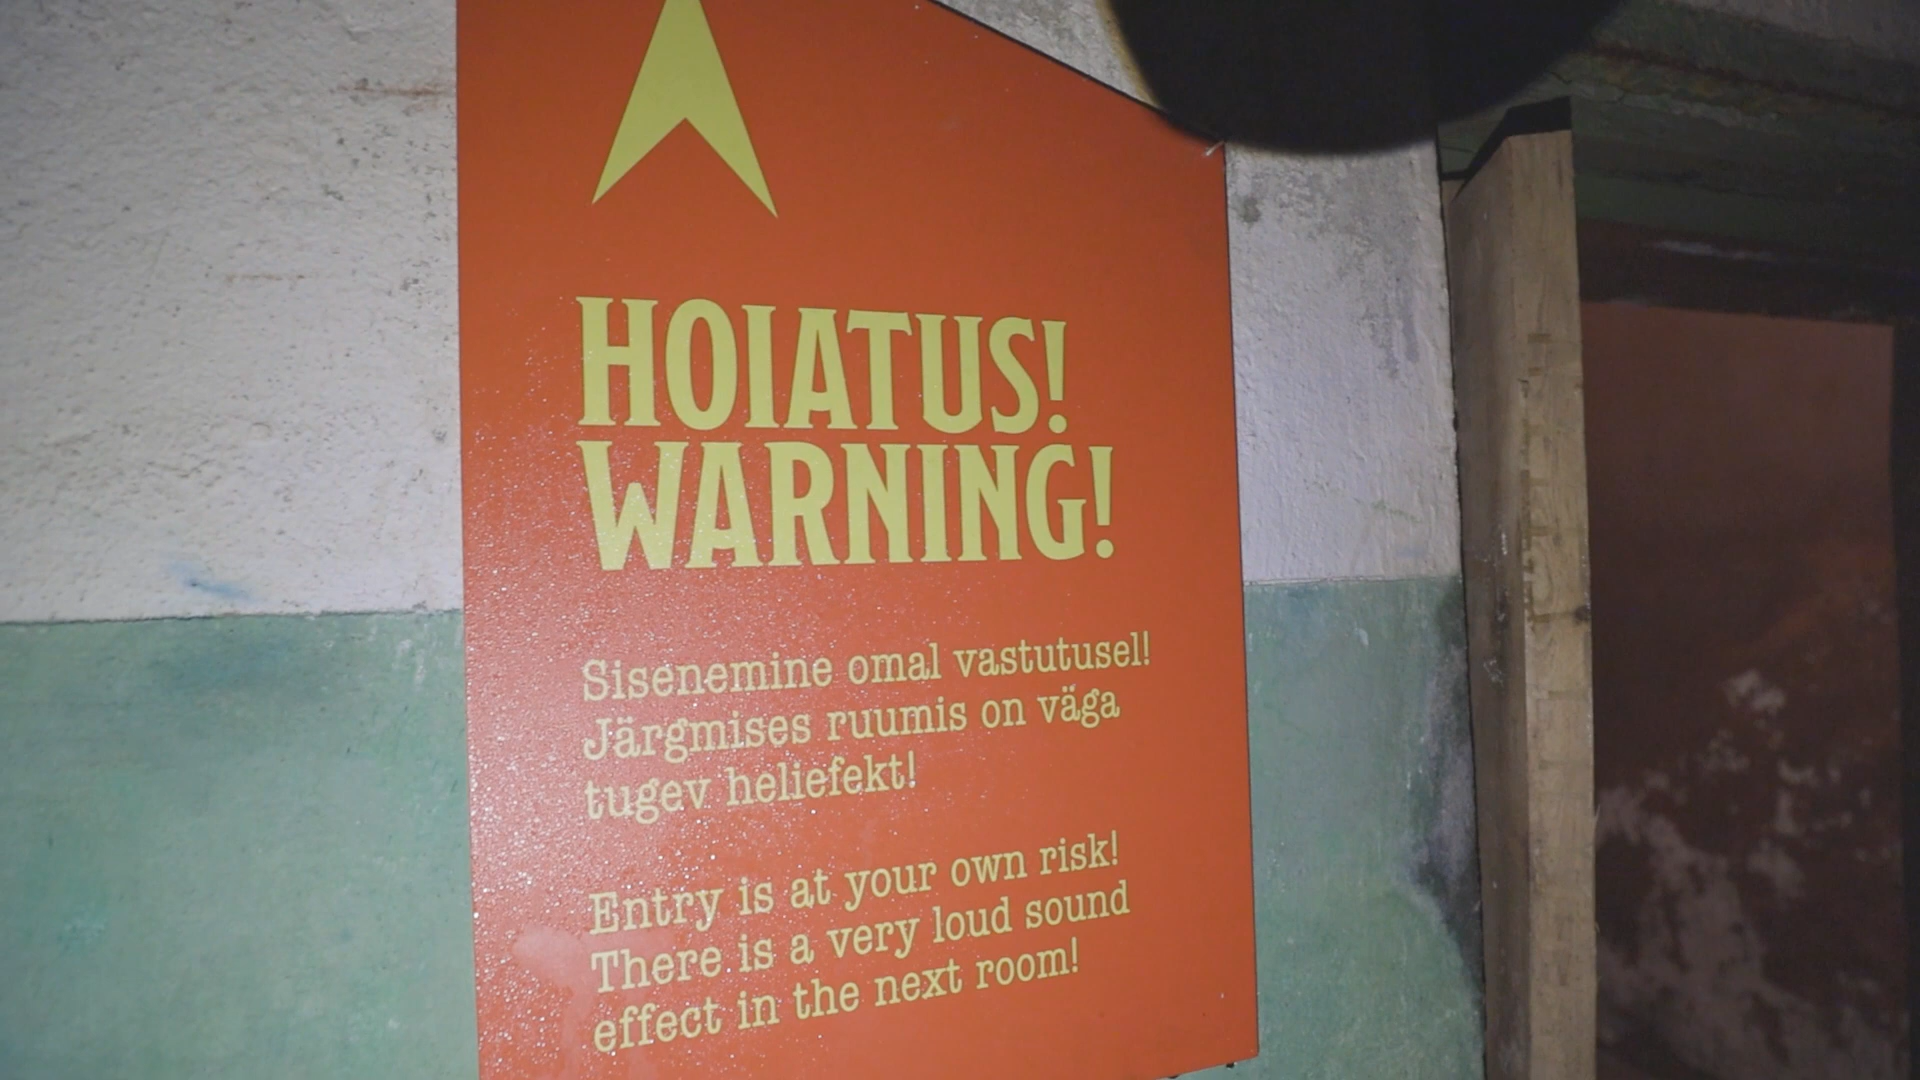 HOIATUS!
WARNING!
Sisenemine omal vastutusel!
Järgmises ruumis on väga
tugev heliefekt!
Entry is at your own risk!
There is a very loud sound
effect in the next room!